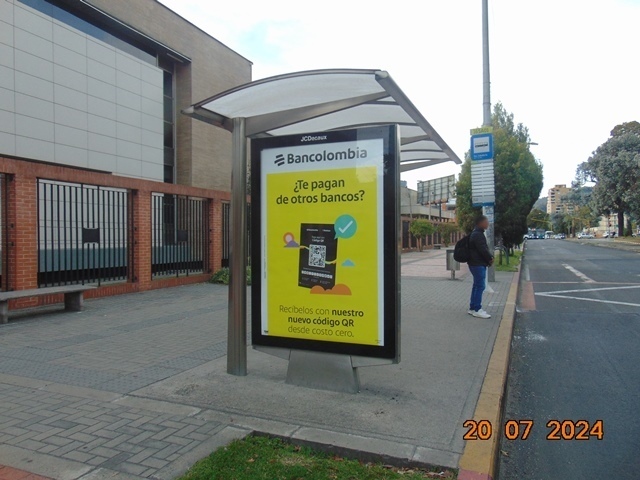 JCDecaux
Bancolombia
¿Te pagan
de otros bancos?
Recíbelos con nuestro
nuevo código QR
desde costo cero.
20 07 2024